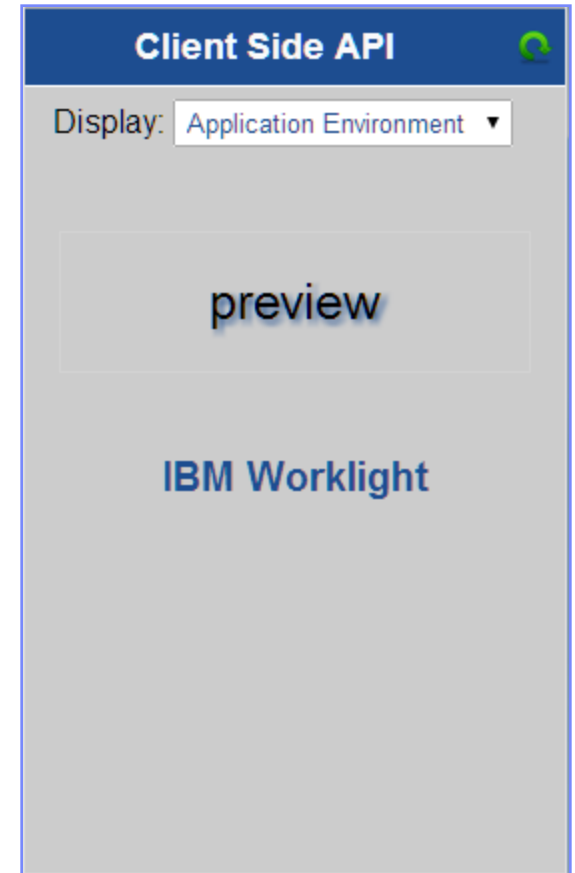 Client Side API
Display: Application Environment
preview
IBM Worklight